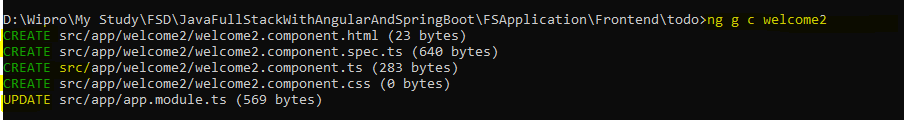 D:\Wipro\My Study\FSD\JavaFullStackWithAngularAndSpringBoot\FSApplication\Frontend\todo>ng g c welcome2
CREATE src/app/welcome2/welcome2.component.html (23 bytes)
CREATE src/app/welcome2/welcome2.component.spec.ts (640 bytes)
CREATE src/app/welcome2/welcome2.component.ts (283 bytes)
CREATE src/app/welcome2/welcome2.component.css (0 bytes)
UPDATE src/app/app.module.ts (569 bytes)